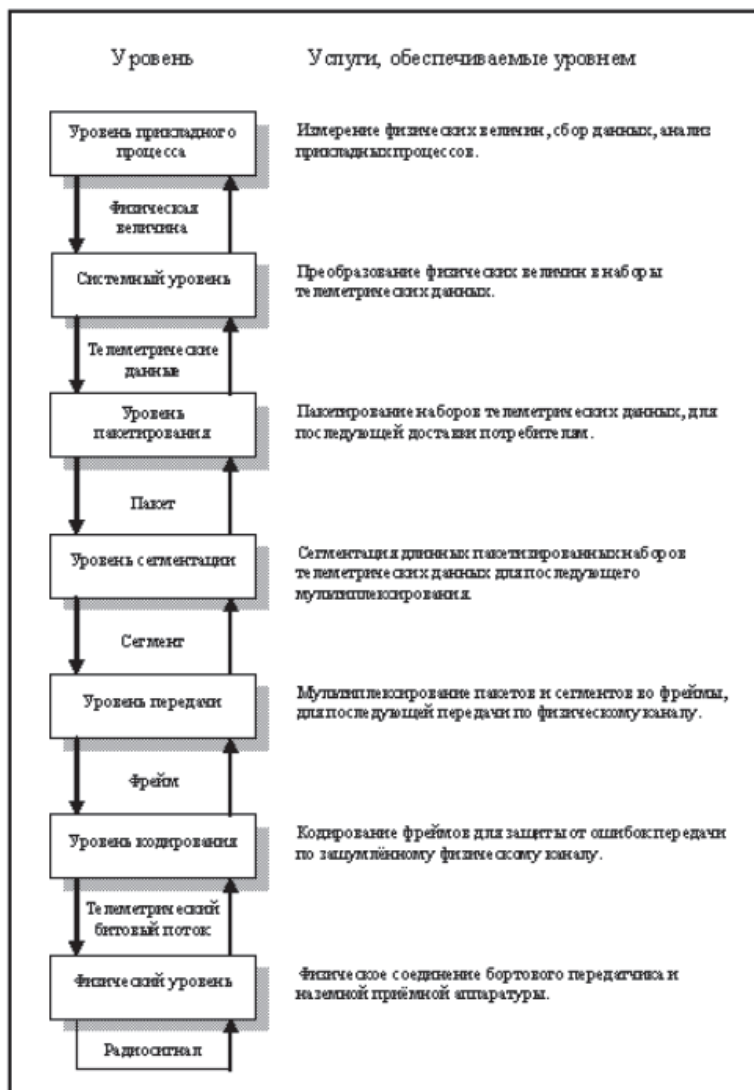 Уровень Услуги, обеспечиваемые уровнем
Уровень прикладного
процесса
Измерение физических величин, сбор данных, анализ
прикладных процессов.
Физическая
величина
Системный уровень
Преобразование физических величин в наборы
телеметрических данных.
Телеметрические
данные
Уровень
пакетирования
Пакетирование наборов телеметрических данных, для
последующей доставки потребителям.
Пакет
Уровень сегментации
Сегментация длинных пакетизированных наборов
телеметрических данных для последующего
мультиплексирования.
Сегмент
Уровень передачи
Мультиплексирование пакетов и сегментов во фреймы,
для последующей передачи по физическому каналу.
Фрейм
Уровень кодирования
Кодирование фреймов для защиты от ошибок передачи
по зашумлённому физическому каналу.
Телеметрический
битовый поток
Физический уровень
Физическое соединение бортового передатчика и
наземной приёмной аппаратуры.
Радиосигнал